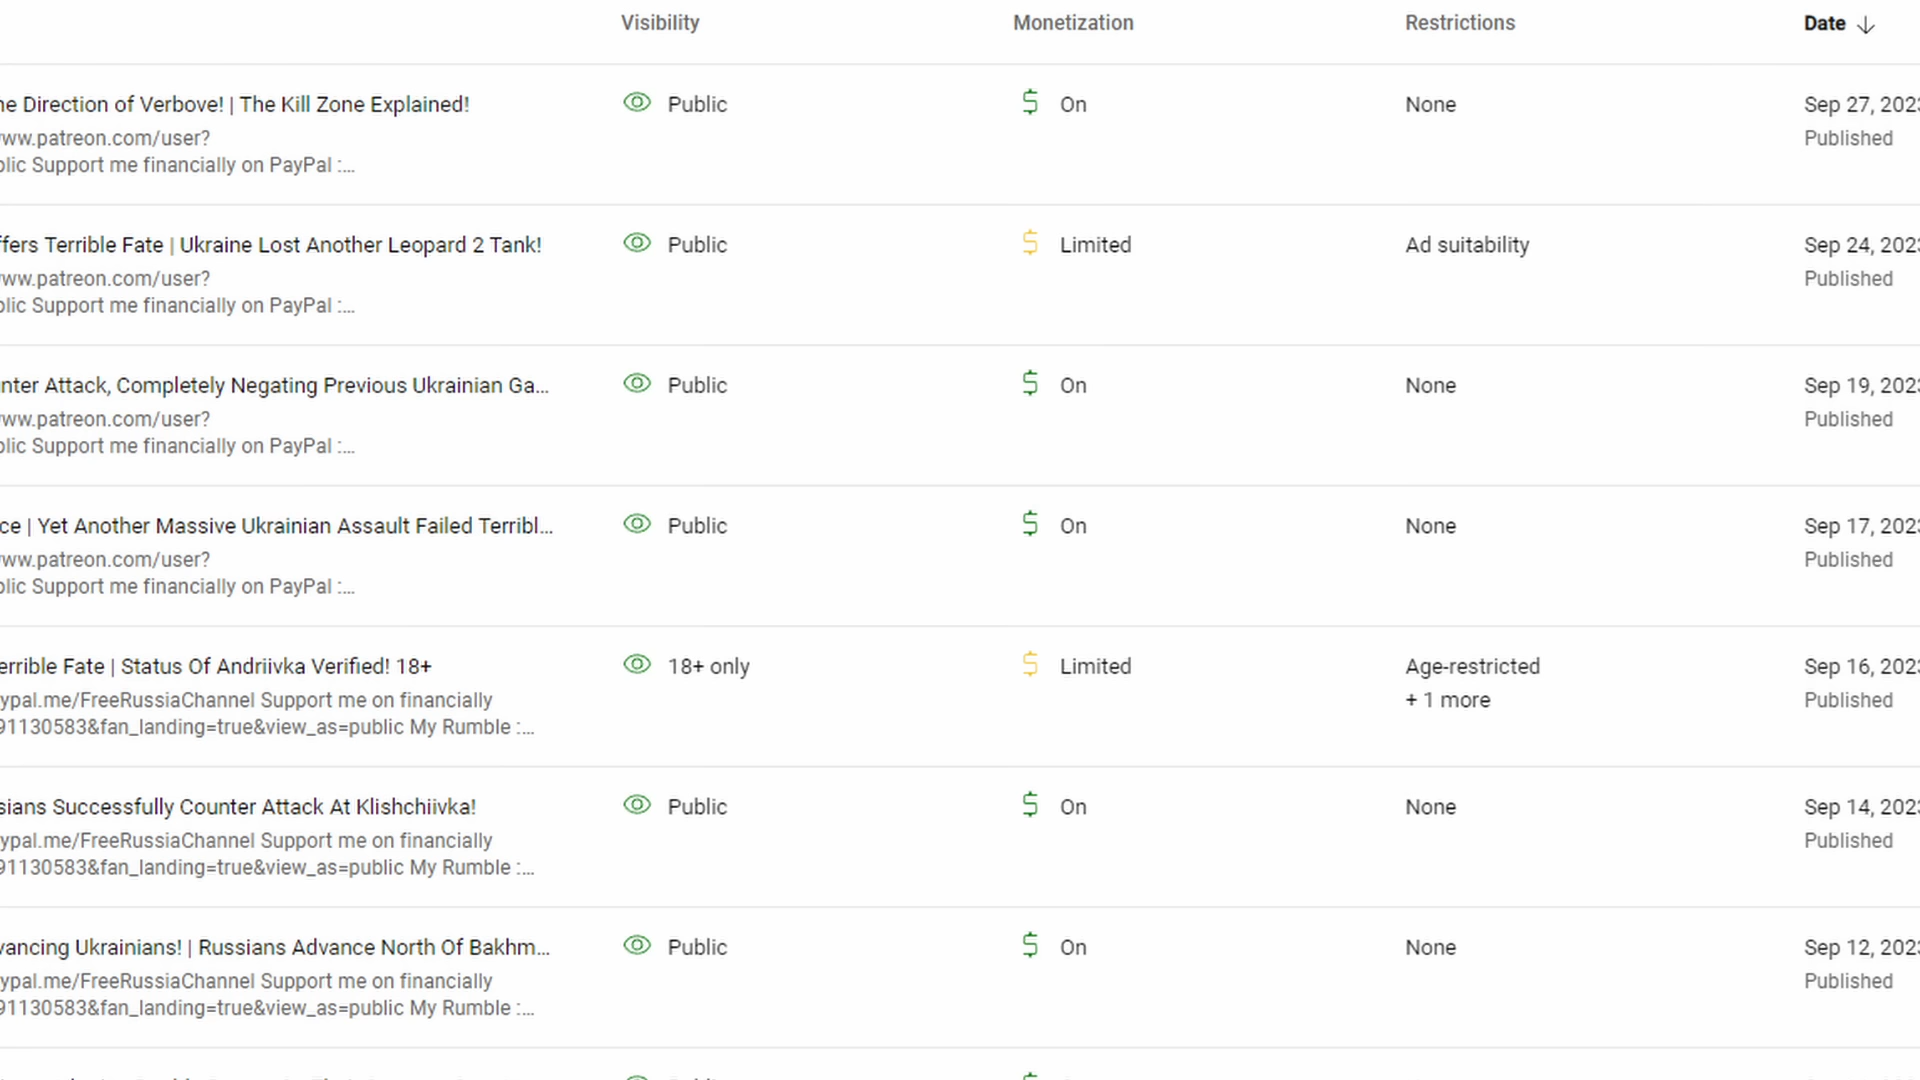 Visibility Monetization Restrictions Date
ne Direction of Verbove! | The Kill Zone Explained! Public On None Sep 27, 202
www.patreon.com/user? Published
blic Support me financially on PayPal :...
ffers Terrible Fate | Ukraine Lost Another Leopard 2 Tank! Public Limited Ad suitability Sep 24, 202
www.patreon.com/user? Published
blic Support me financially on PayPal :...
nter Attack, Completely Negating Previous Ukrainian Ga... Public On None Sep 19, 202
www.patreon.com/user? Published
blic Support me financially on PayPal :...
ce | Yet Another Massive Ukrainian Assault Failed Terribl... Public On None Sep 17, 202
www.patreon.com/user? Published
blic Support me financially on PayPal :...
errible Fate | Status Of Andriivka Verified! 18+ 18+ only Limited Age-restricted Sep 16, 202
ypal.me/FreeRussiaChannel Support me on financially + 1 more Published
91130583&fan_landing=true&view_as=public My Rumble :...
sians Successfully Counter Attack At Klishchiivka! Public On None Sep 14, 202
ypal.me/FreeRussiaChannel Support me on financially Published
91130583&fan_landing=true&view_as=public My Rumble :...
vancing Ukrainians! | Russians Advance North Of Bakhm... Public On None Sep 12, 202
ypal.me/FreeRussiaChannel Support me on financially Published
91130583&fan_landing=true&view_as=public My Rumble :...